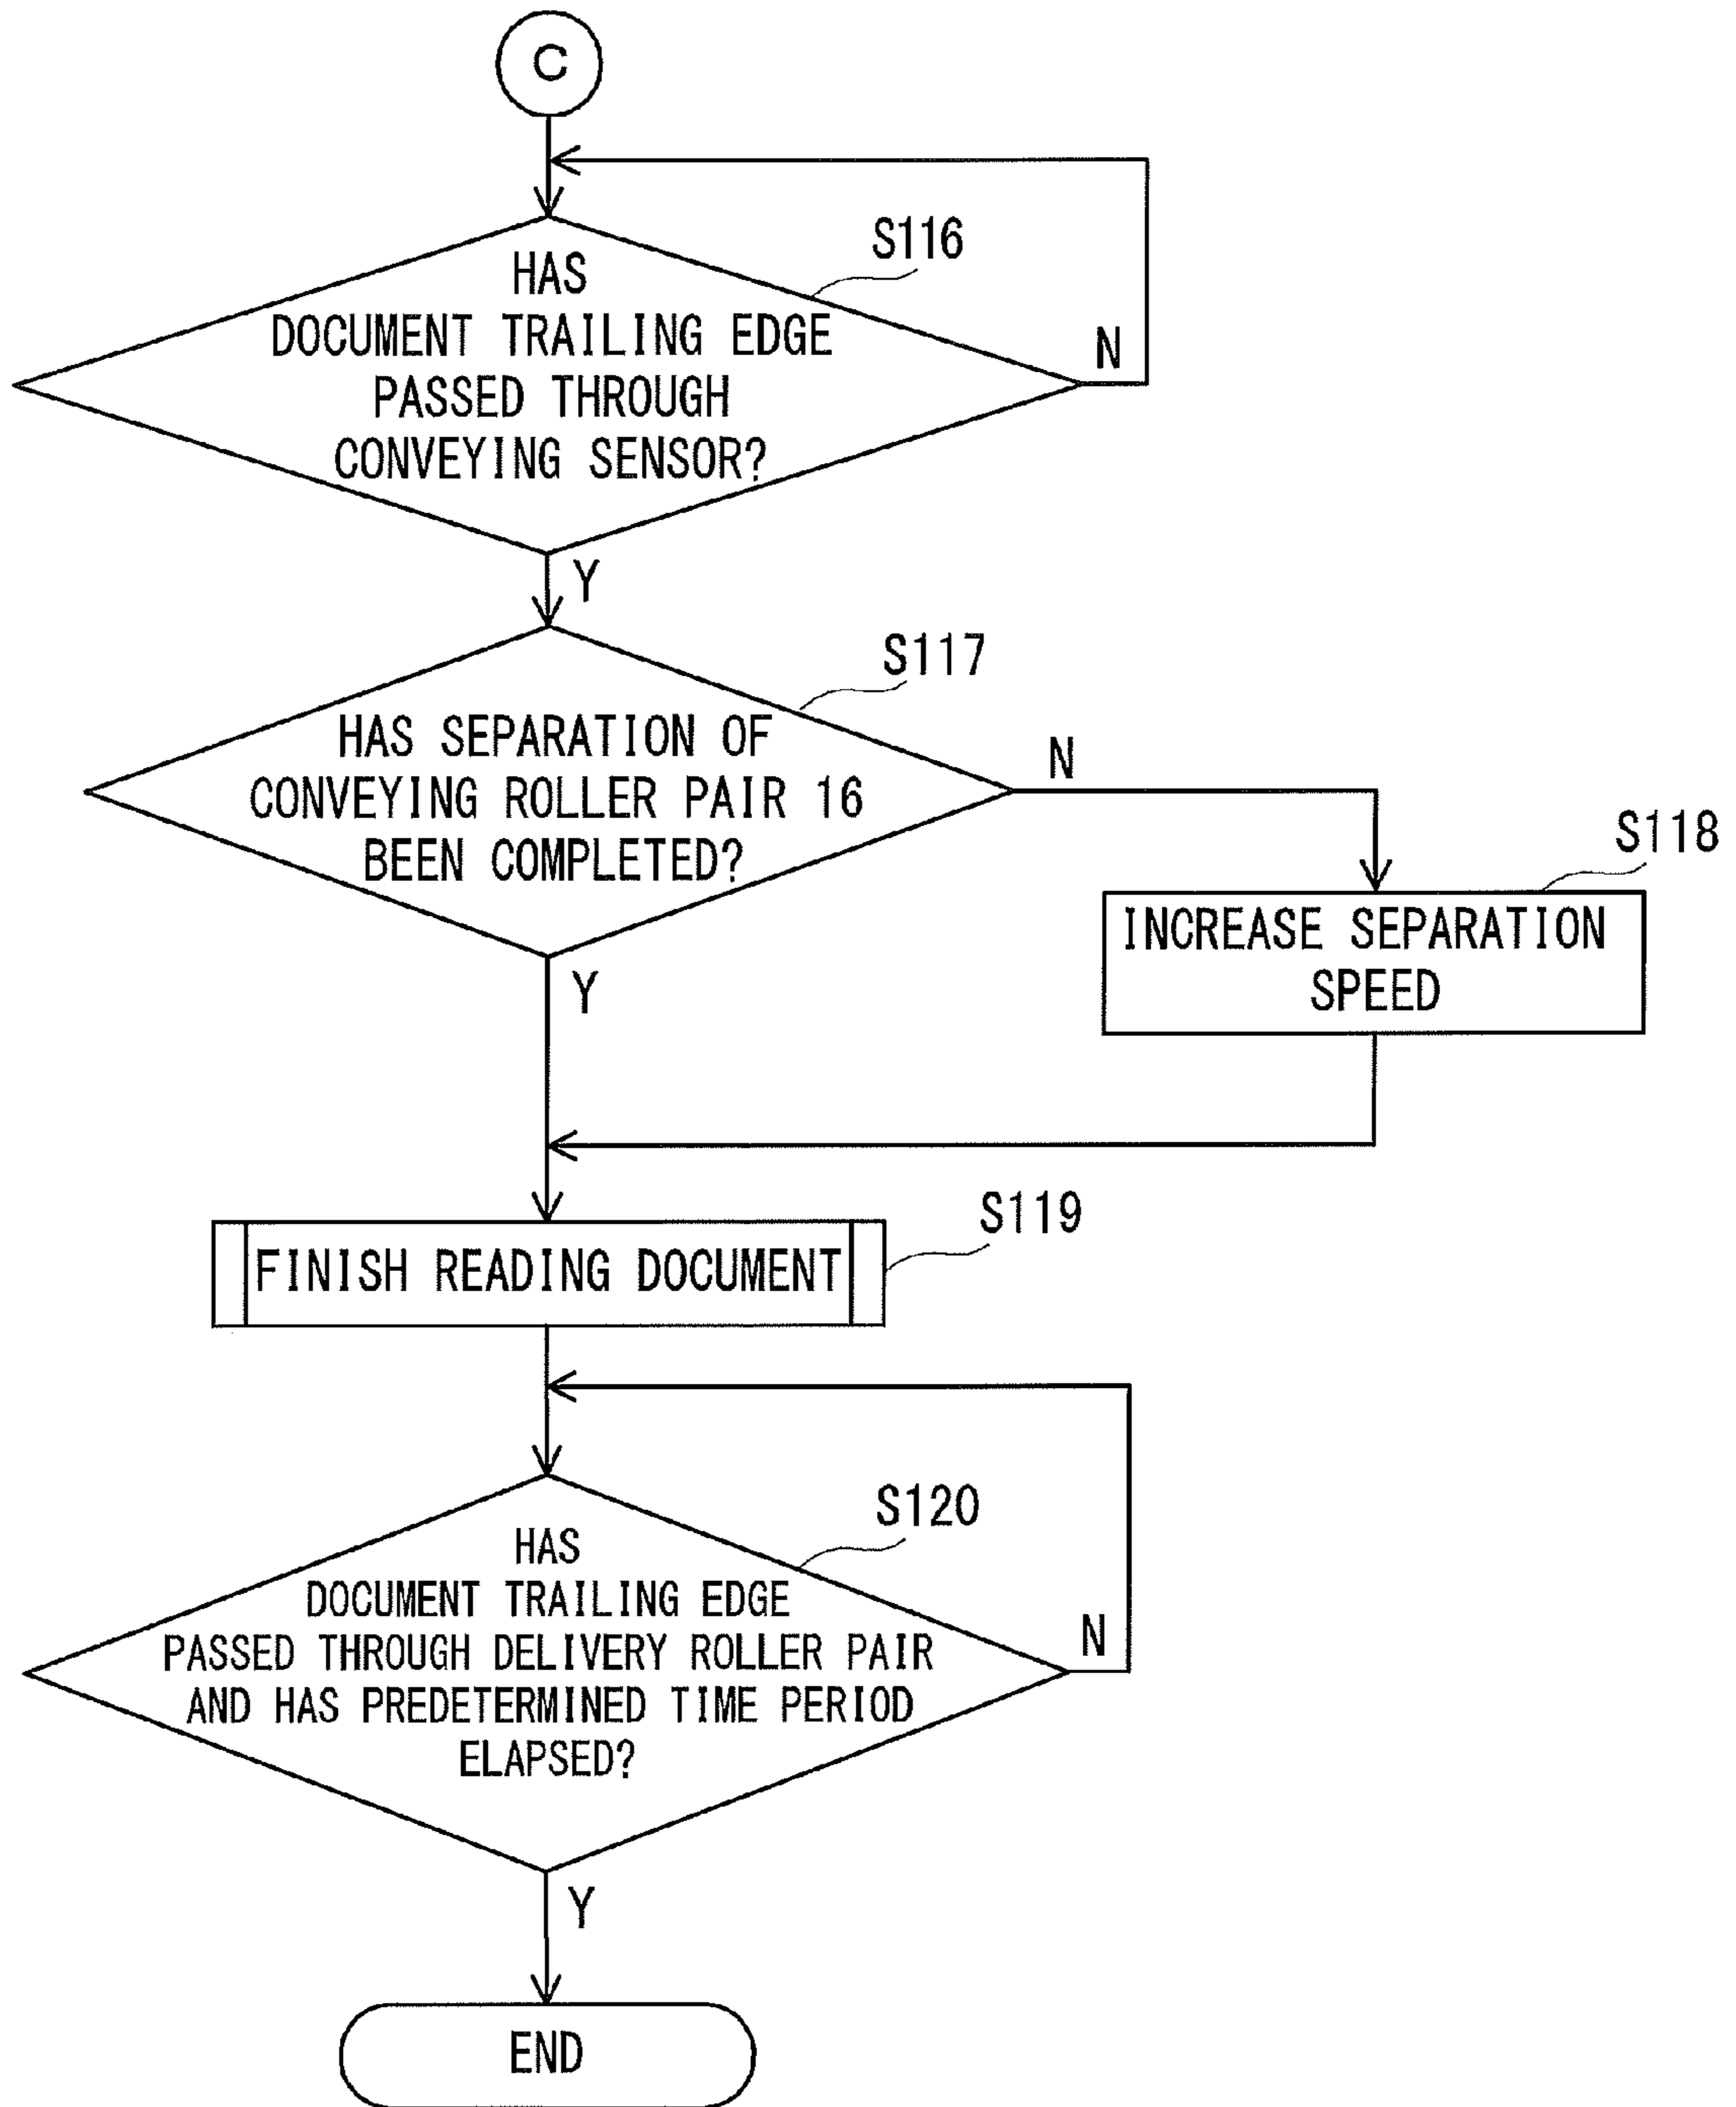 C
S116
HAS
DOCUMENT TRAILING EDGE
PASSED THROUGH
CONVEYING SENSOR?
N
Y
S117
HAS SEPARATION OF
CONVEYING ROLLER PAIR 16
BEEN COMPLETED?
N
Y
S118
INCREASE SEPARATION
SPEED
S119
FINISH READING DOCUMENT
S120
HAS
DOCUMENT TRAILING EDGE
PASSED THROUGH DELIVERY ROLLER PAIR
AND HAS PREDETERMINED TIME PERIOD
ELAPSED?
N
Y
END